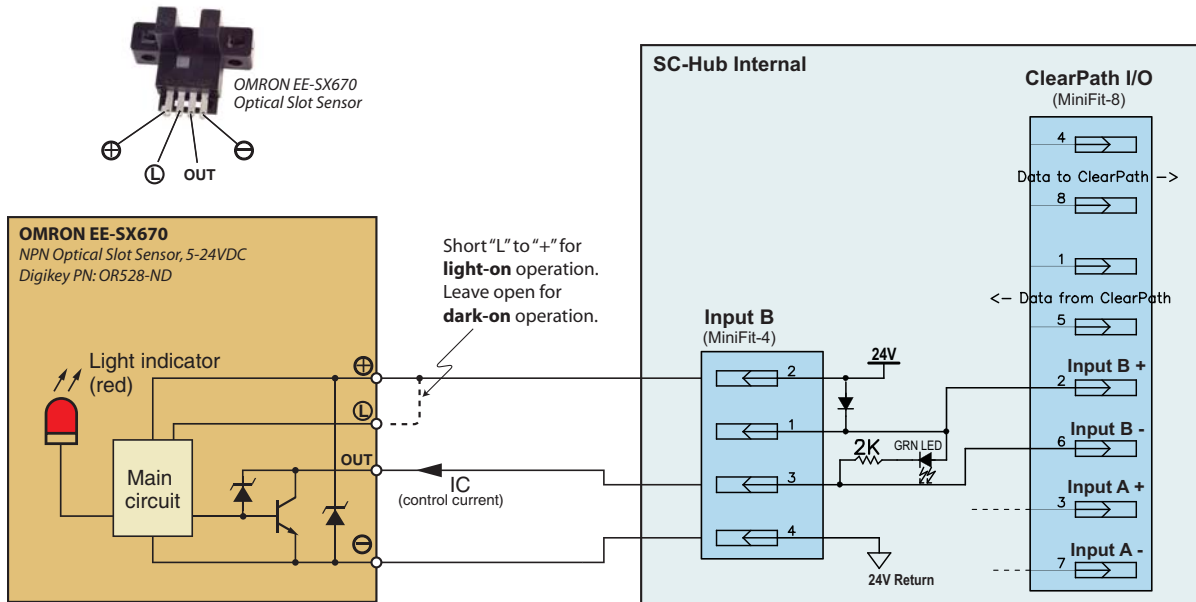 OMRON EE-SX670
Optical Slot Sensor
⊕
Ⓛ
OUT
⊖
OMRON EE-SX670
NPN Optical Slot Sensor, 5-24VDC
Digikey PN: OR528-ND
Light indicator
(red)
Main
circuit
⊕
Ⓛ
OUT
⊖
Short "L" to "+" for
light-on operation.
Leave open for
dark-on operation.
IC
(control current)
SC-Hub Internal
Input B
(MiniFit-4)
2
1
3
4
24V
2K
GRN LED
24V Return
ClearPath I/O
(MiniFit-8)
4
Data to ClearPath –>
8
1
<– Data from ClearPath
5
Input B +
2
Input B -
6
Input A +
3
Input A -
7